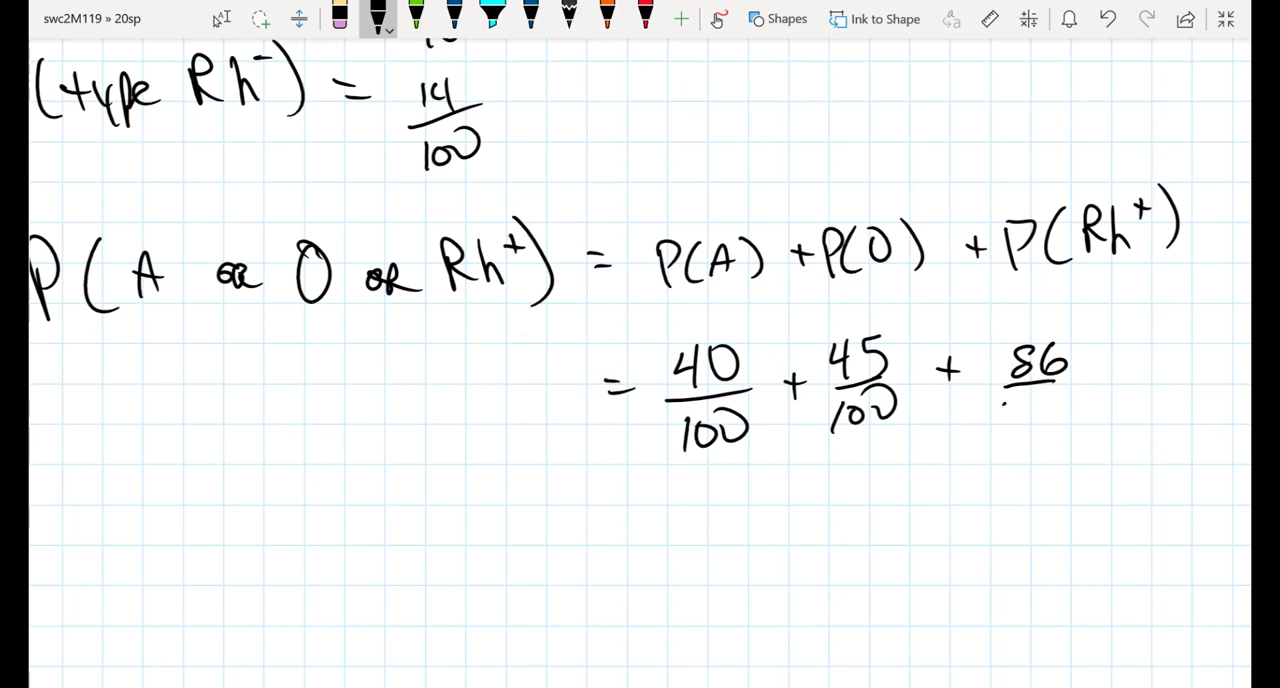 swc2M119 » 20sp Shapes Ink to Shape
(type Rh⁻) = 14/100
P(A OR O OR Rh⁺) = P(A) + P(O) + P(Rh⁺)
= 40/100 + 45/100 + 86